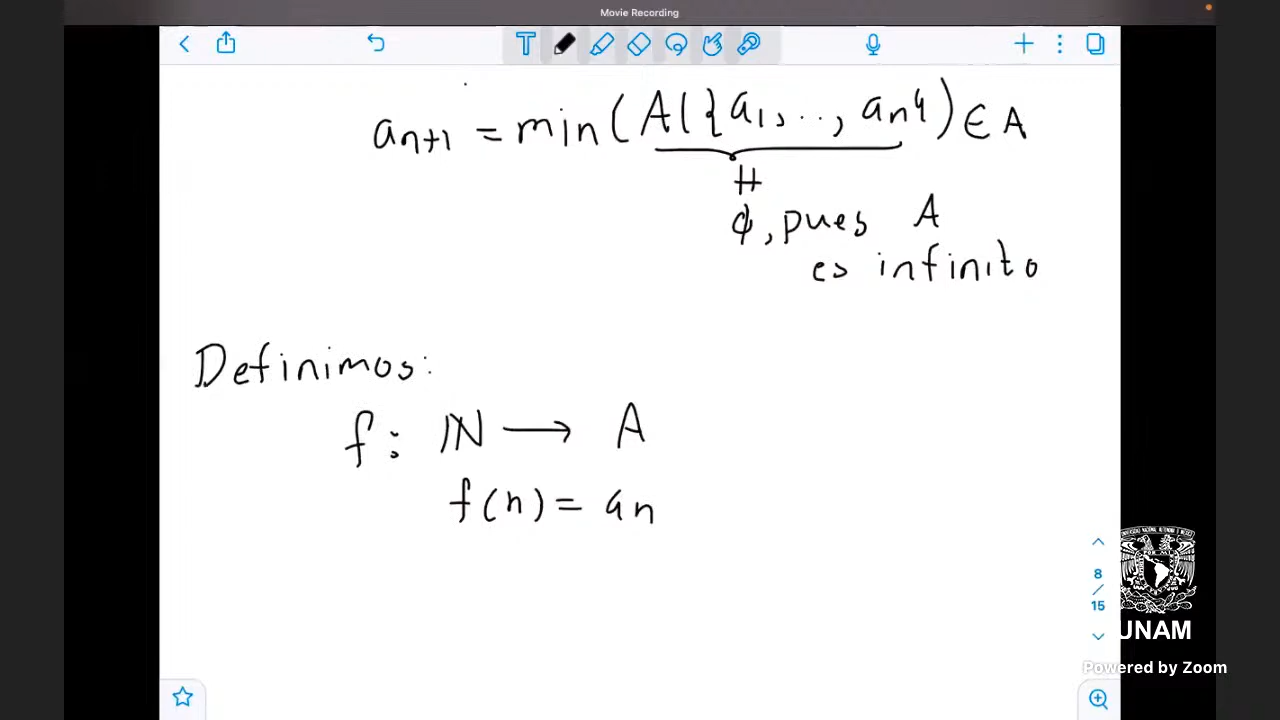 Movie Recording
aₙ₊₁ = min(A\{a₁, .., aₙ}) ∈ A
≠
∅, pues A
es infinito
Definimos:
f: ℕ → A
f(n) = aₙ
8
/
15
UNAM
Powered by Zoom